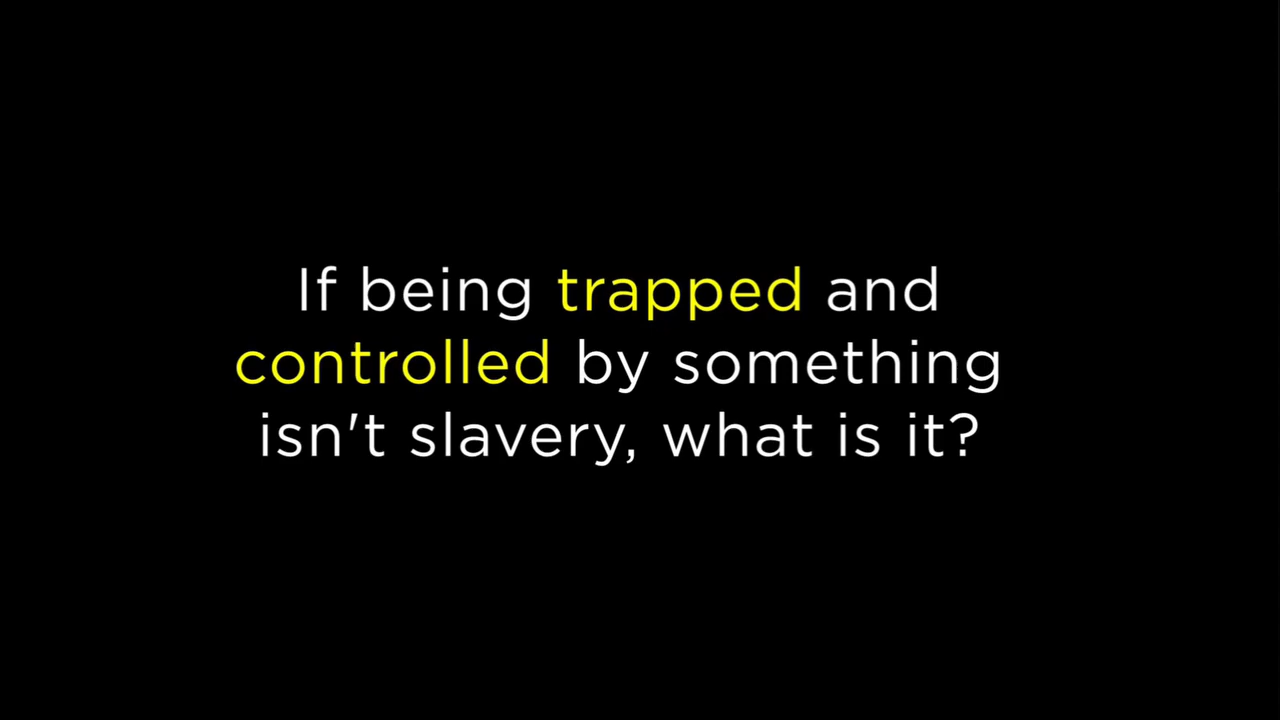 If being trapped and
controlled by something
isn't slavery, what is it?